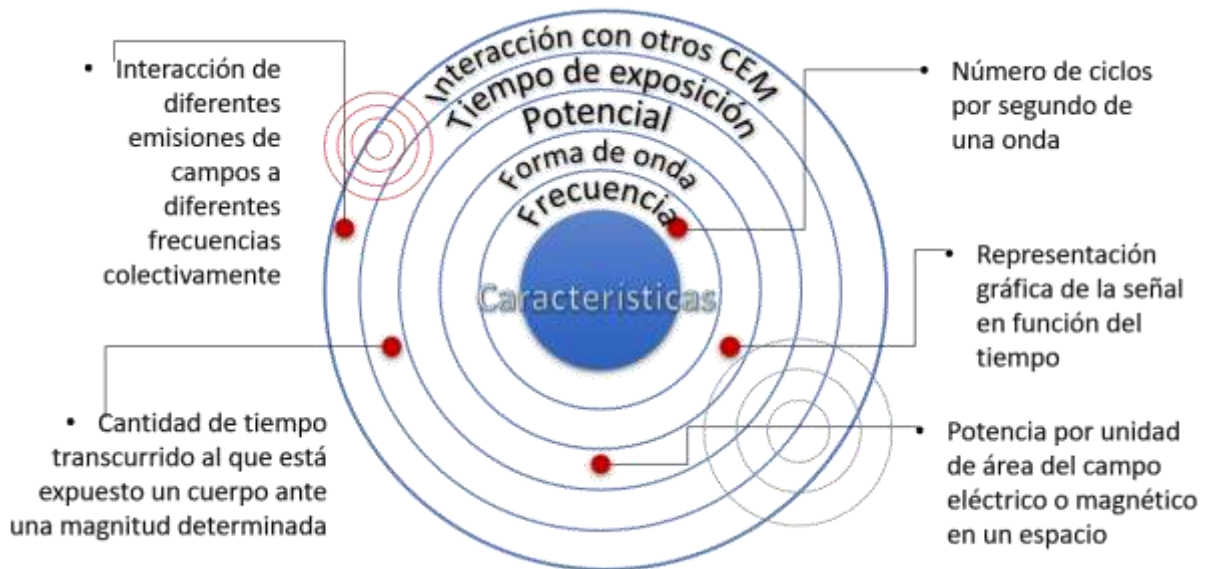 Interacción con otros CEM
Tiempo de exposición
Potencial
Forma de onda
Frecuencia
Características
• Interacción de
diferentes
emisiones de
campos a
diferentes
frecuencias
colectivamente
• Cantidad de tiempo
transcurrido al que está
expuesto un cuerpo ante
una magnitud determinada
• Número de ciclos
por segundo de
una onda
• Representación
gráfica de la señal
en función del
tiempo
• Potencia por unidad
de área del campo
eléctrico o magnético
en un espacio